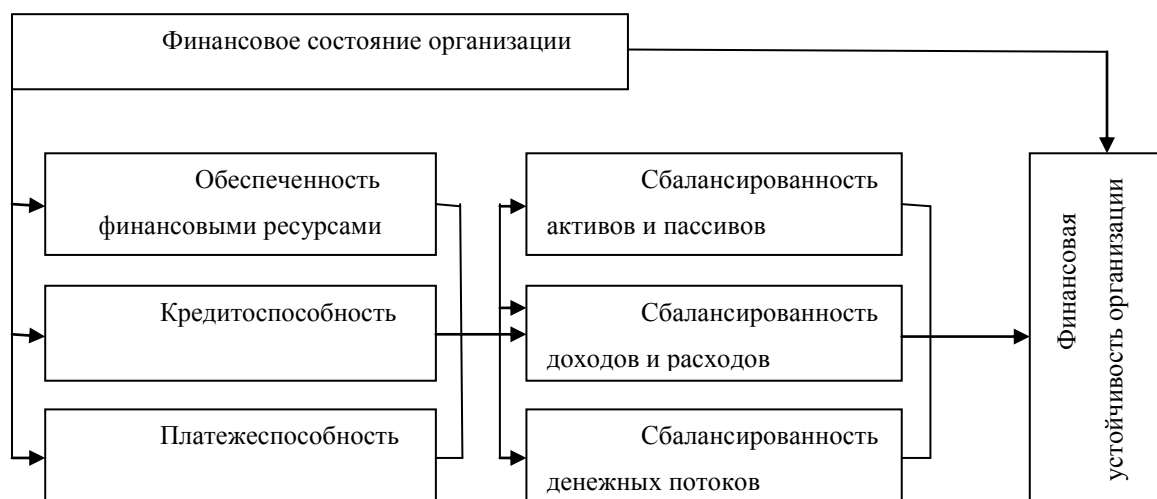 Финансовое состояние организации
Обеспеченность
финансовыми ресурсами
Сбалансированность
активов и пассивов
Кредитоспособность
Сбалансированность
доходов и расходов
Платежеспособность
Сбалансированность
денежных потоков
Финансовая
устойчивость организации